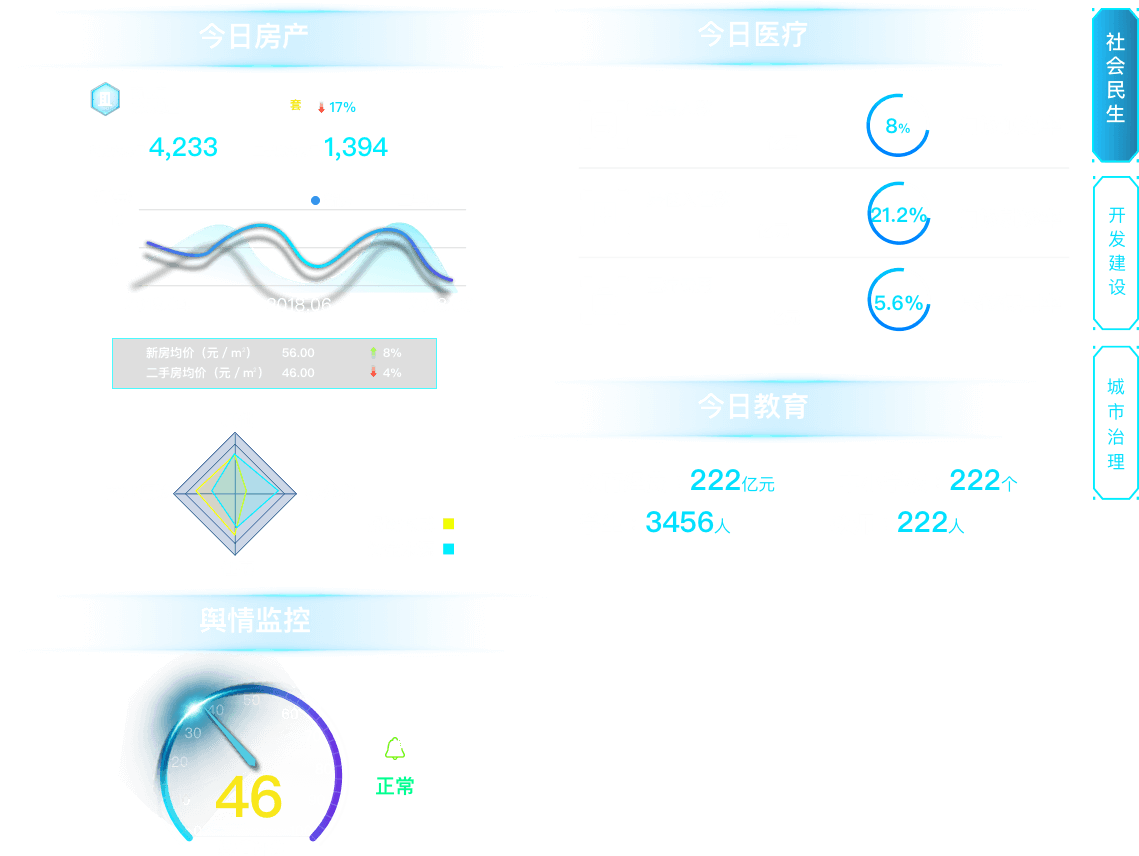 今日房产
套 17%
4,233 1,394
2018.06
新房均价（元 / m²） 56.00 8%
二手房均价（元 / m²） 46.00 4%
舆情监控
20
30
40
50
60
46
正常
今日医疗
8%
21.2%
5.6%
今日教育
222亿元 222个
3456人 222人
社会民生
开发建设
城市治理